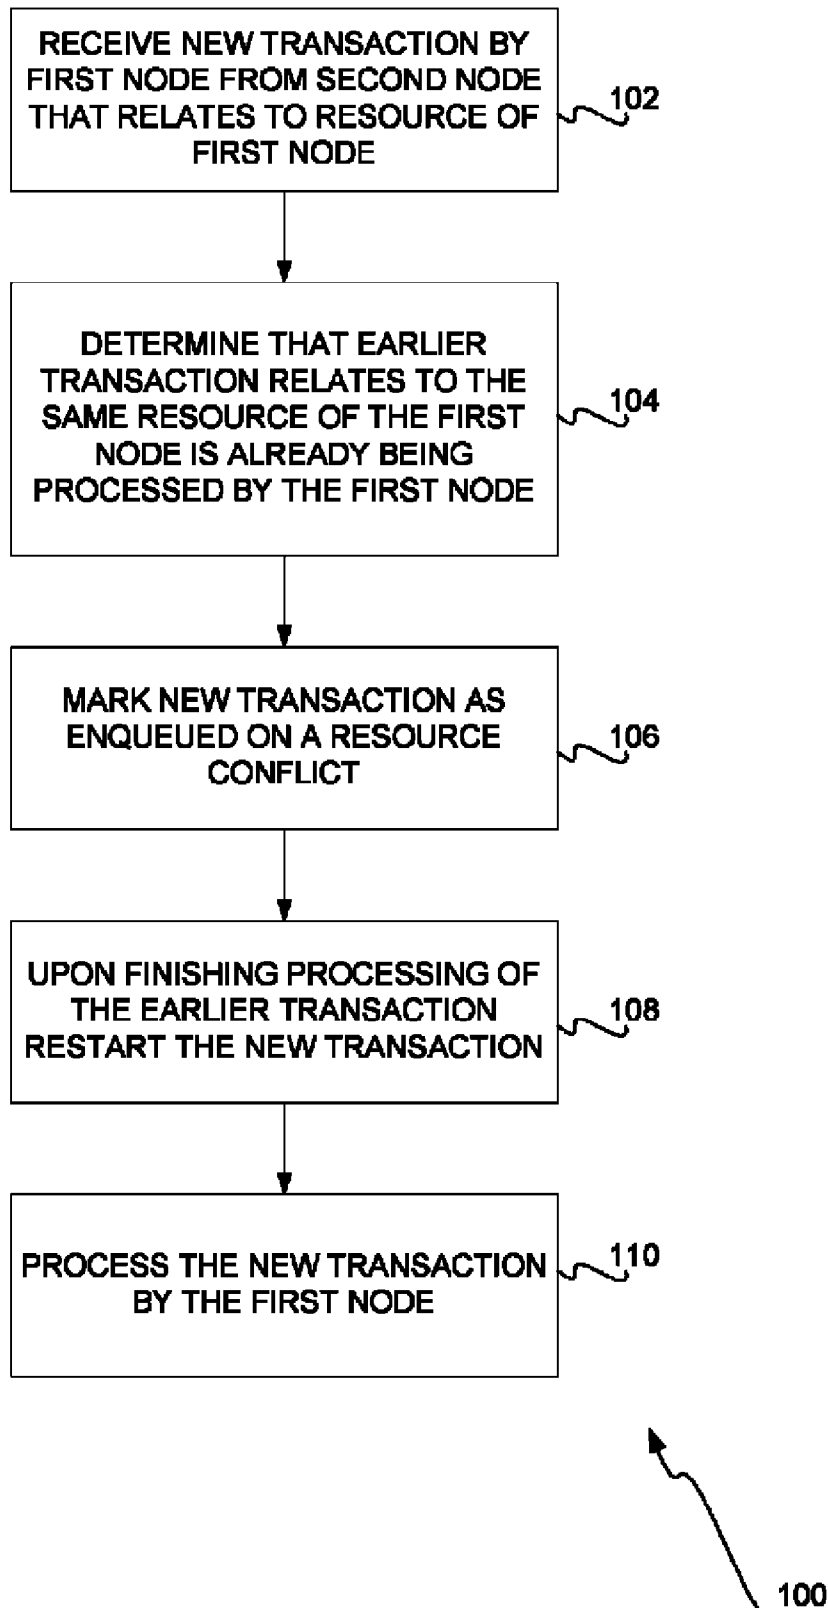 RECEIVE NEW TRANSACTION BY
FIRST NODE FROM SECOND NODE
THAT RELATES TO RESOURCE OF
FIRST NODE
102
DETERMINE THAT EARLIER
TRANSACTION RELATES TO THE
SAME RESOURCE OF THE FIRST
NODE IS ALREADY BEING
PROCESSED BY THE FIRST NODE
104
MARK NEW TRANSACTION AS
ENQUEUED ON A RESOURCE
CONFLICT
106
UPON FINISHING PROCESSING OF
THE EARLIER TRANSACTION
RESTART THE NEW TRANSACTION
108
PROCESS THE NEW TRANSACTION
BY THE FIRST NODE
110
100